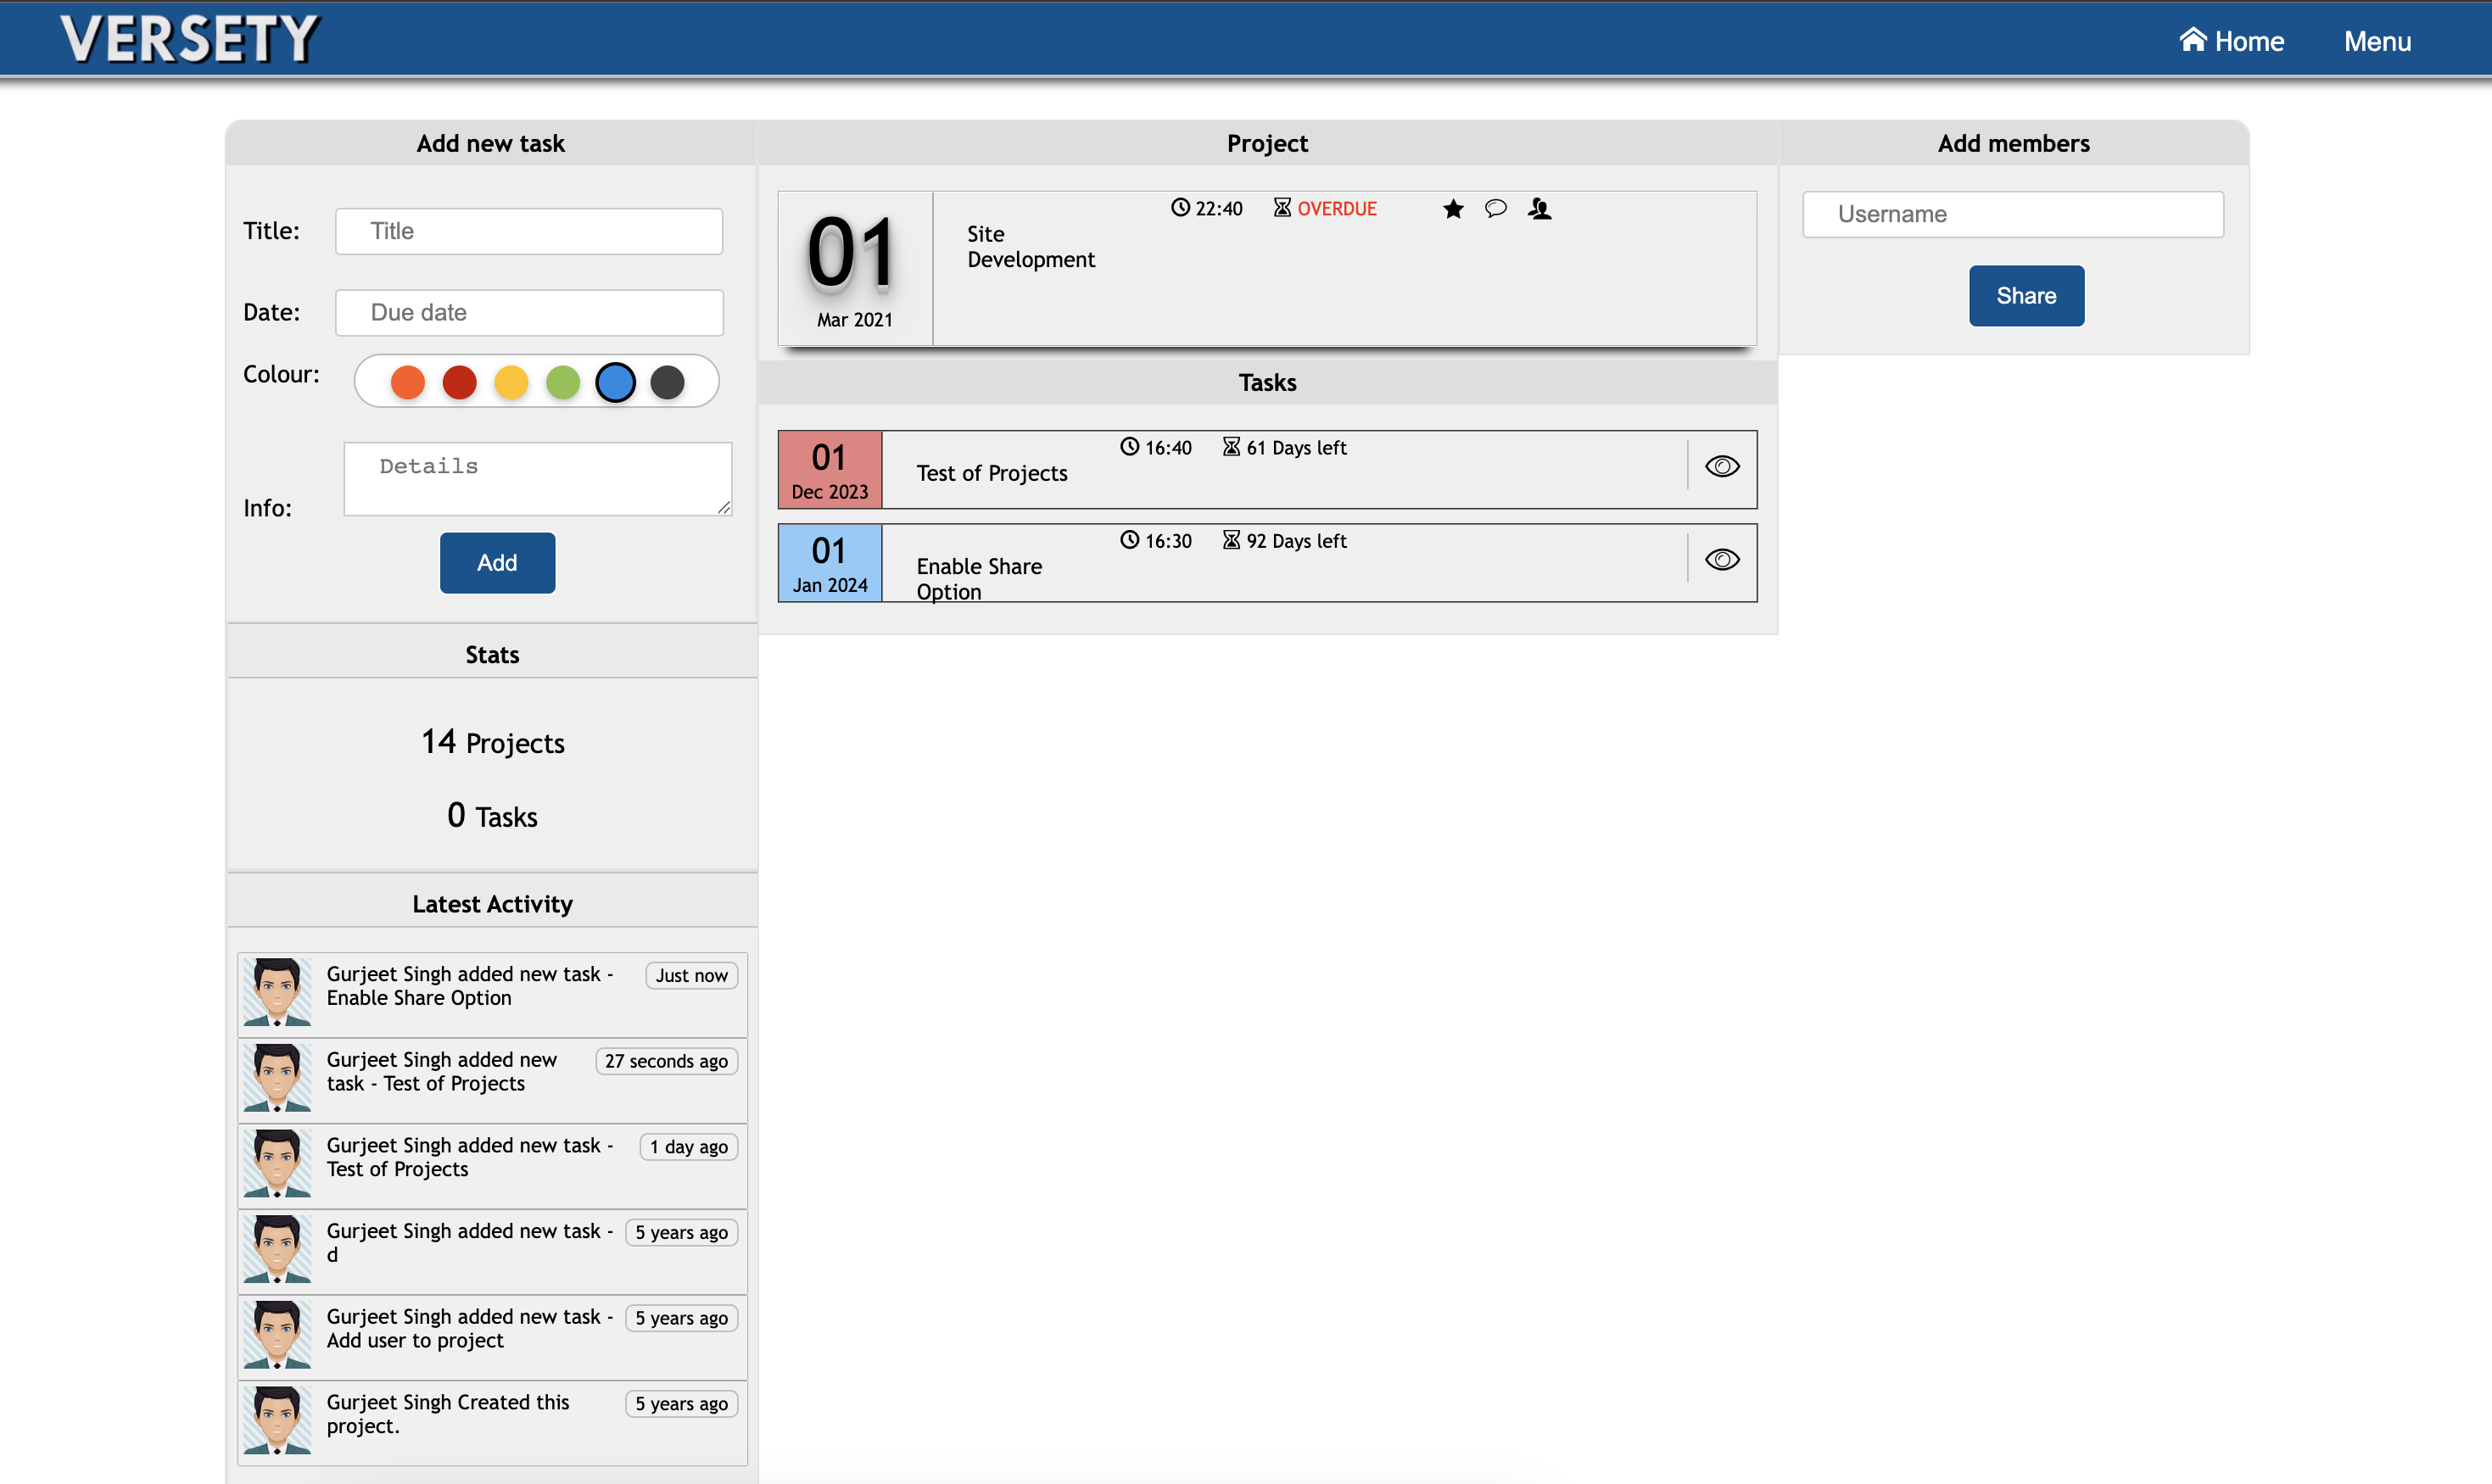 VERSETY
Home
Menu
Add new task
Title:
Title
Date:
Due date
Colour:
Info:
Details
Add
Stats
14 Projects
0 Tasks
Latest Activity
Gurjeet Singh added new task -
Enable Share Option
Just now
Gurjeet Singh added new
task - Test of Projects
27 seconds ago
Gurjeet Singh added new task -
Test of Projects
1 day ago
Gurjeet Singh added new task -
d
5 years ago
Gurjeet Singh added new task -
Add user to project
5 years ago
Gurjeet Singh Created this
project.
5 years ago
Project
01
Mar 2021
Site
Development
22:40
OVERDUE
Tasks
01
Dec 2023
Test of Projects
16:40
61 Days left
01
Jan 2024
Enable Share
Option
16:30
92 Days left
Add members
Username
Share